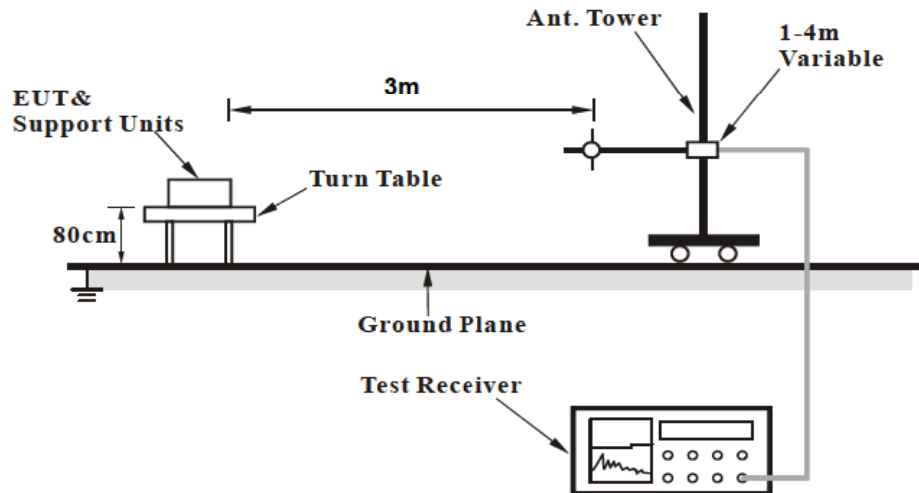 Ant. Tower
1-4m
Variable
3m
EUT&
Support Units
Turn Table
80cm
Ground Plane
Test Receiver